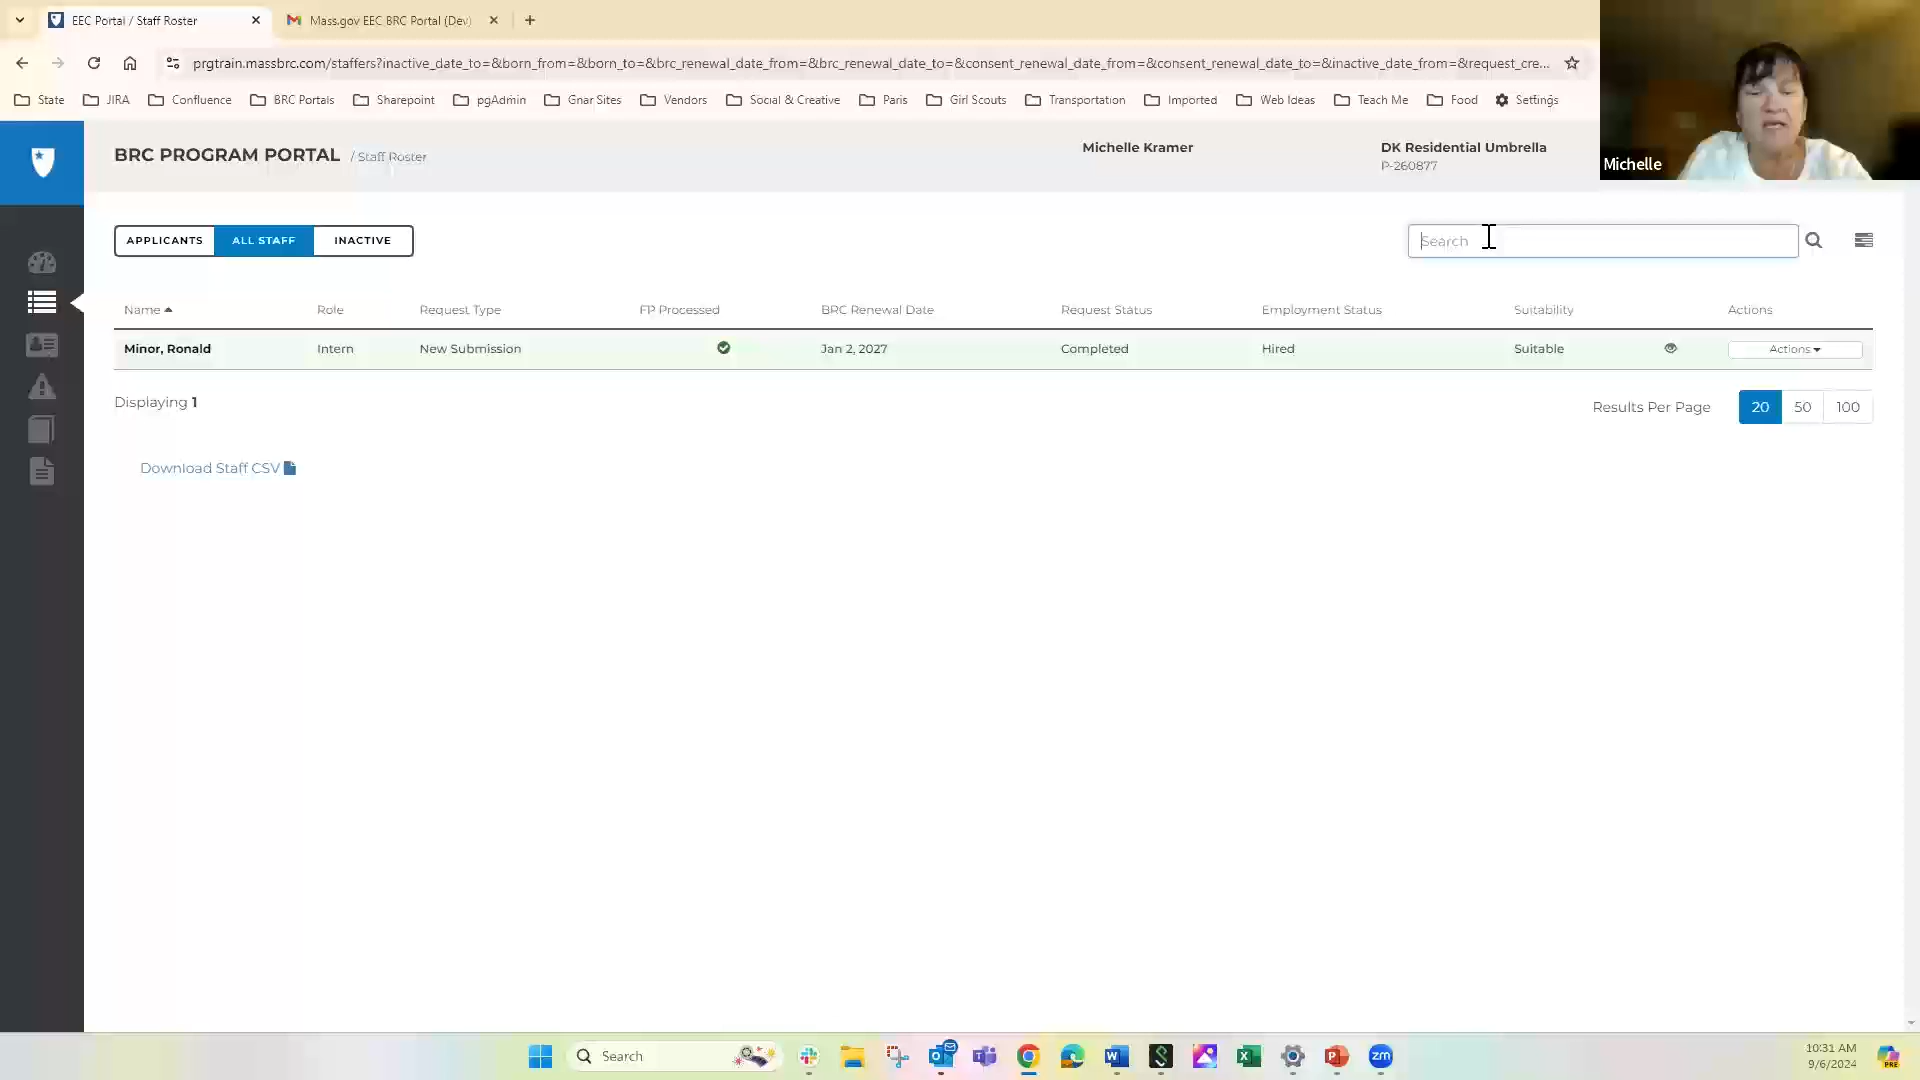 EEC Portal / Staff Roster
Mass.gov EEC BRC Portal (Dev)
prgtrain.massbrc.com/staffers?inactive_date_to=&born_from=&born_to=&brc_renewal_date_from=&brc_renewal_date_to=&consent_renewal_date_from=&consent_renewal_date_to=&inactive_date_from=&request_cre...
State JIRA Confluence BRC Portals Sharepoint pgAdmin Gnar Sites Vendors Social & Creative Paris Girl Scouts Transportation Imported Web Ideas Teach Me Food Settings
BRC PROGRAM PORTAL / Staff Roster
Michelle Kramer
DK Residential Umbrella
P-260877
Michelle
APPLICANTS ALL STAFF INACTIVE
Search
Name Role Request Type FP Processed BRC Renewal Date Request Status Employment Status Suitability Actions
Minor, Ronald Intern New Submission Jan 2, 2027 Completed Hired Suitable Actions
Displaying 1
Results Per Page 20 50 100
Download Staff CSV
Search
10:31 AM
9/6/2024